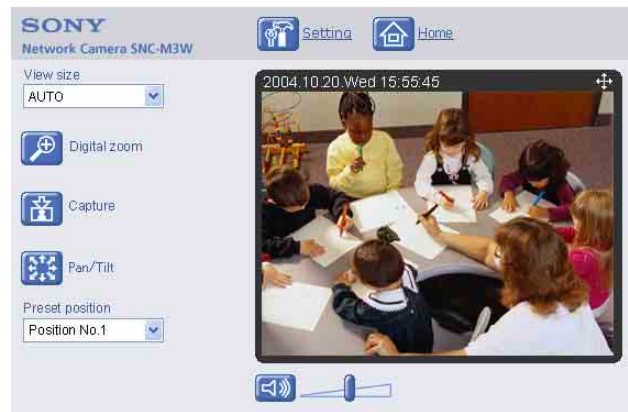 SONY
Network Camera SNC-M3W
Setting
Home
View size
AUTO
2004.10.20.Wed 15:55:45
Digital zoom
Capture
Pan/Tilt
Preset position
Position No.1